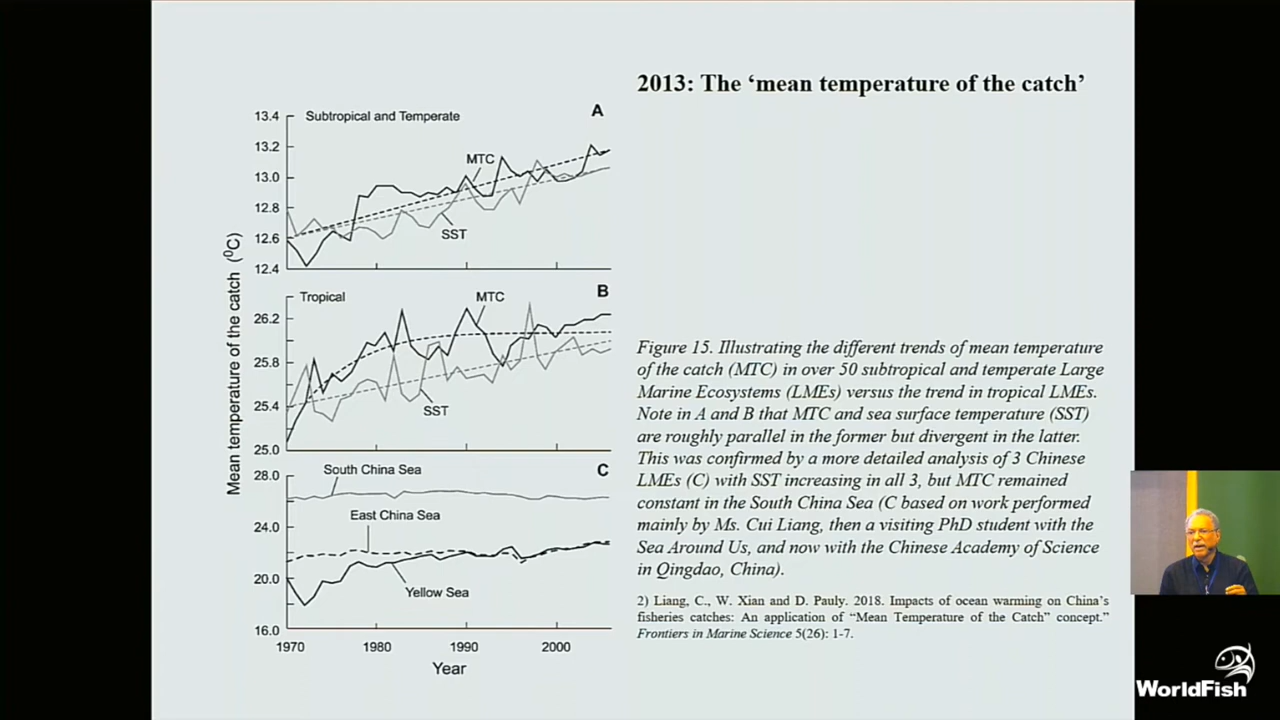 2013: The ‘mean temperature of the catch’
Mean temperature of the catch (⁰C)
A
Subtropical and Temperate
13.4
13.2
13.0
12.8
12.6
12.4
MTC
SST
B
Tropical
26.2
25.8
25.4
25.0
MTC
SST
C
28.0
24.0
20.0
16.0
South China Sea
East China Sea
Yellow Sea
1970 1980 1990 2000
Year
Figure 15. Illustrating the different trends of mean temperature
of the catch (MTC) in over 50 subtropical and temperate Large
Marine Ecosystems (LMEs) versus the trend in tropical LMEs.
Note in A and B that MTC and sea surface temperature (SST)
are roughly parallel in the former but divergent in the latter.
This was confirmed by a more detailed analysis of 3 Chinese
LMEs (C) with SST increasing in all 3, but MTC remained
constant in the South China Sea (C based on work performed
mainly by Ms. Cui Liang, then a visiting PhD student with the
Sea Around Us, and now with the Chinese Academy of Science
in Qingdao, China).
2) Liang, C., W. Xian and D. Pauly. 2018. Impacts of ocean warming on China’s
fisheries catches: An application of “Mean Temperature of the Catch” concept.”
Frontiers in Marine Science 5(26): 1-7.
WorldFish